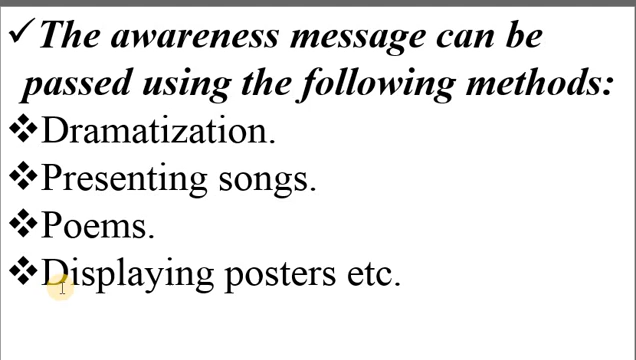 ✓The awareness message can be
passed using the following methods:
❖Dramatization.
❖Presenting songs.
❖Poems.
❖Displaying posters etc.